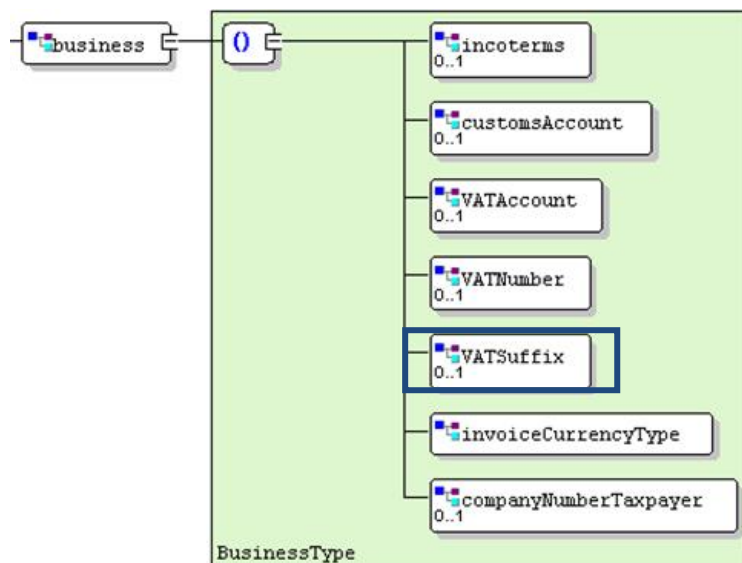 business
()
incoterms
0..1
customsAccount
0..1
VATAccount
0..1
VATNumber
0..1
VATSuffix
0..1
invoiceCurrencyType
companyNumberTaxpayer
0..1
BusinessType